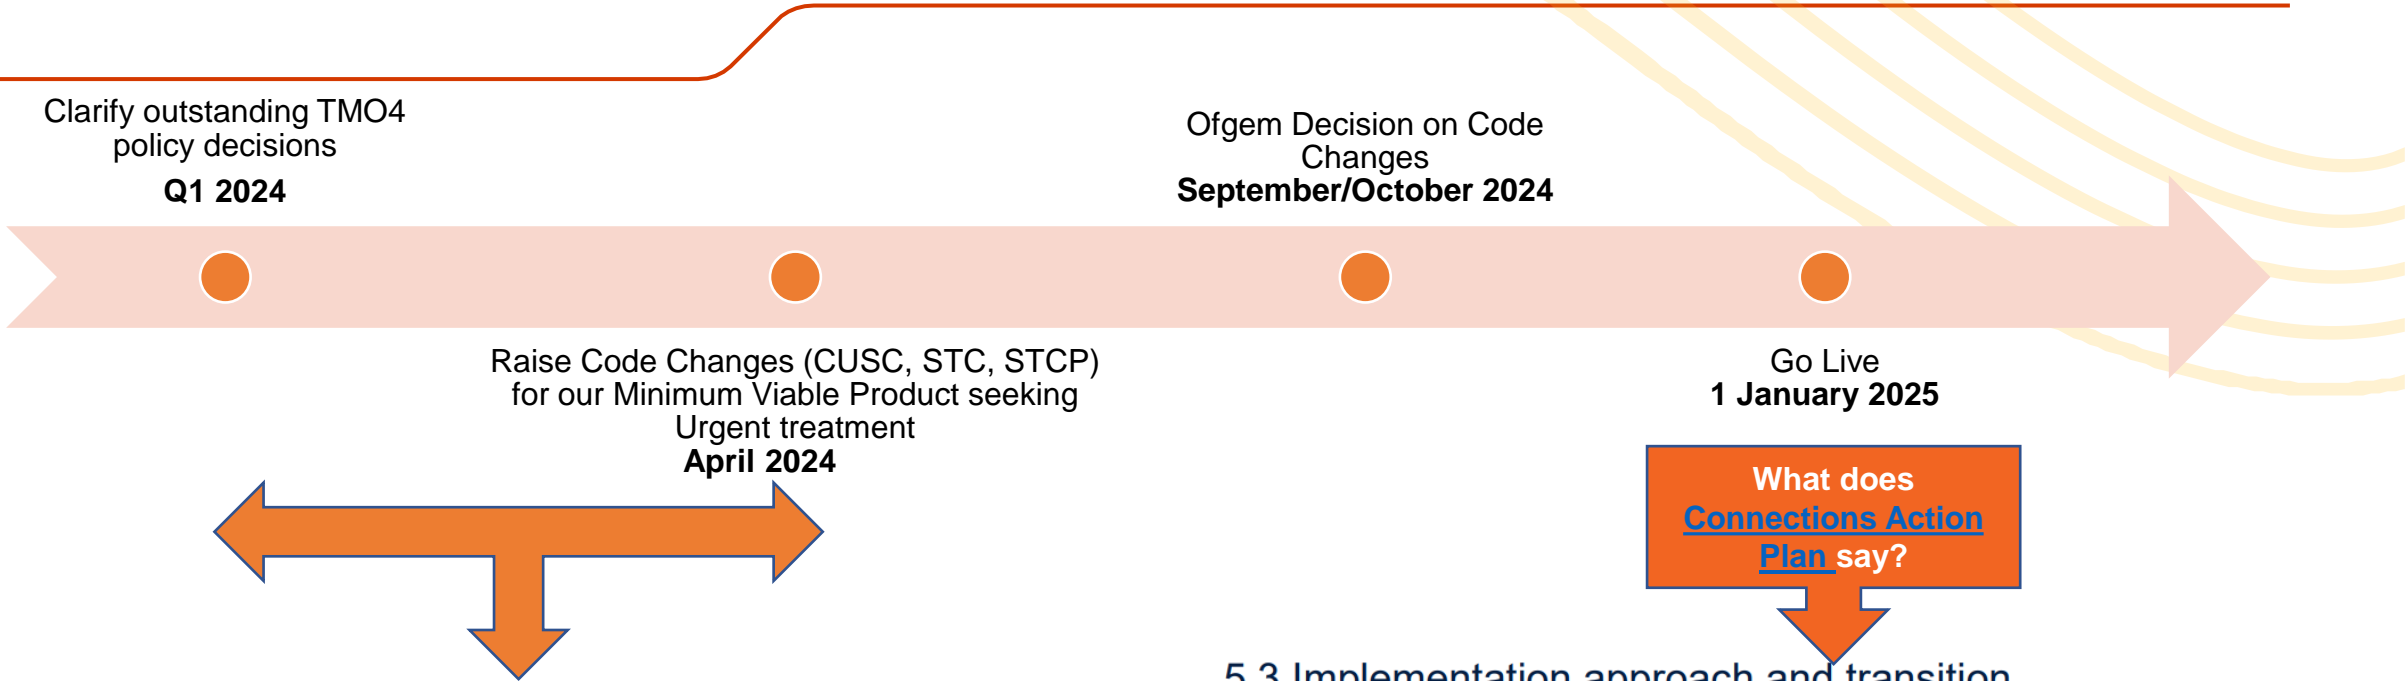 Clarify outstanding TMO4
policy decisions
Q1 2024
Ofgem Decision on Code
Changes
September/October 2024
Raise Code Changes (CUSC, STC, STCP)
for our Minimum Viable Product seeking
Urgent treatment
April 2024
Go Live
1 January 2025
What does
Connections Action
Plan say?
5.3 Implementation approach and transition